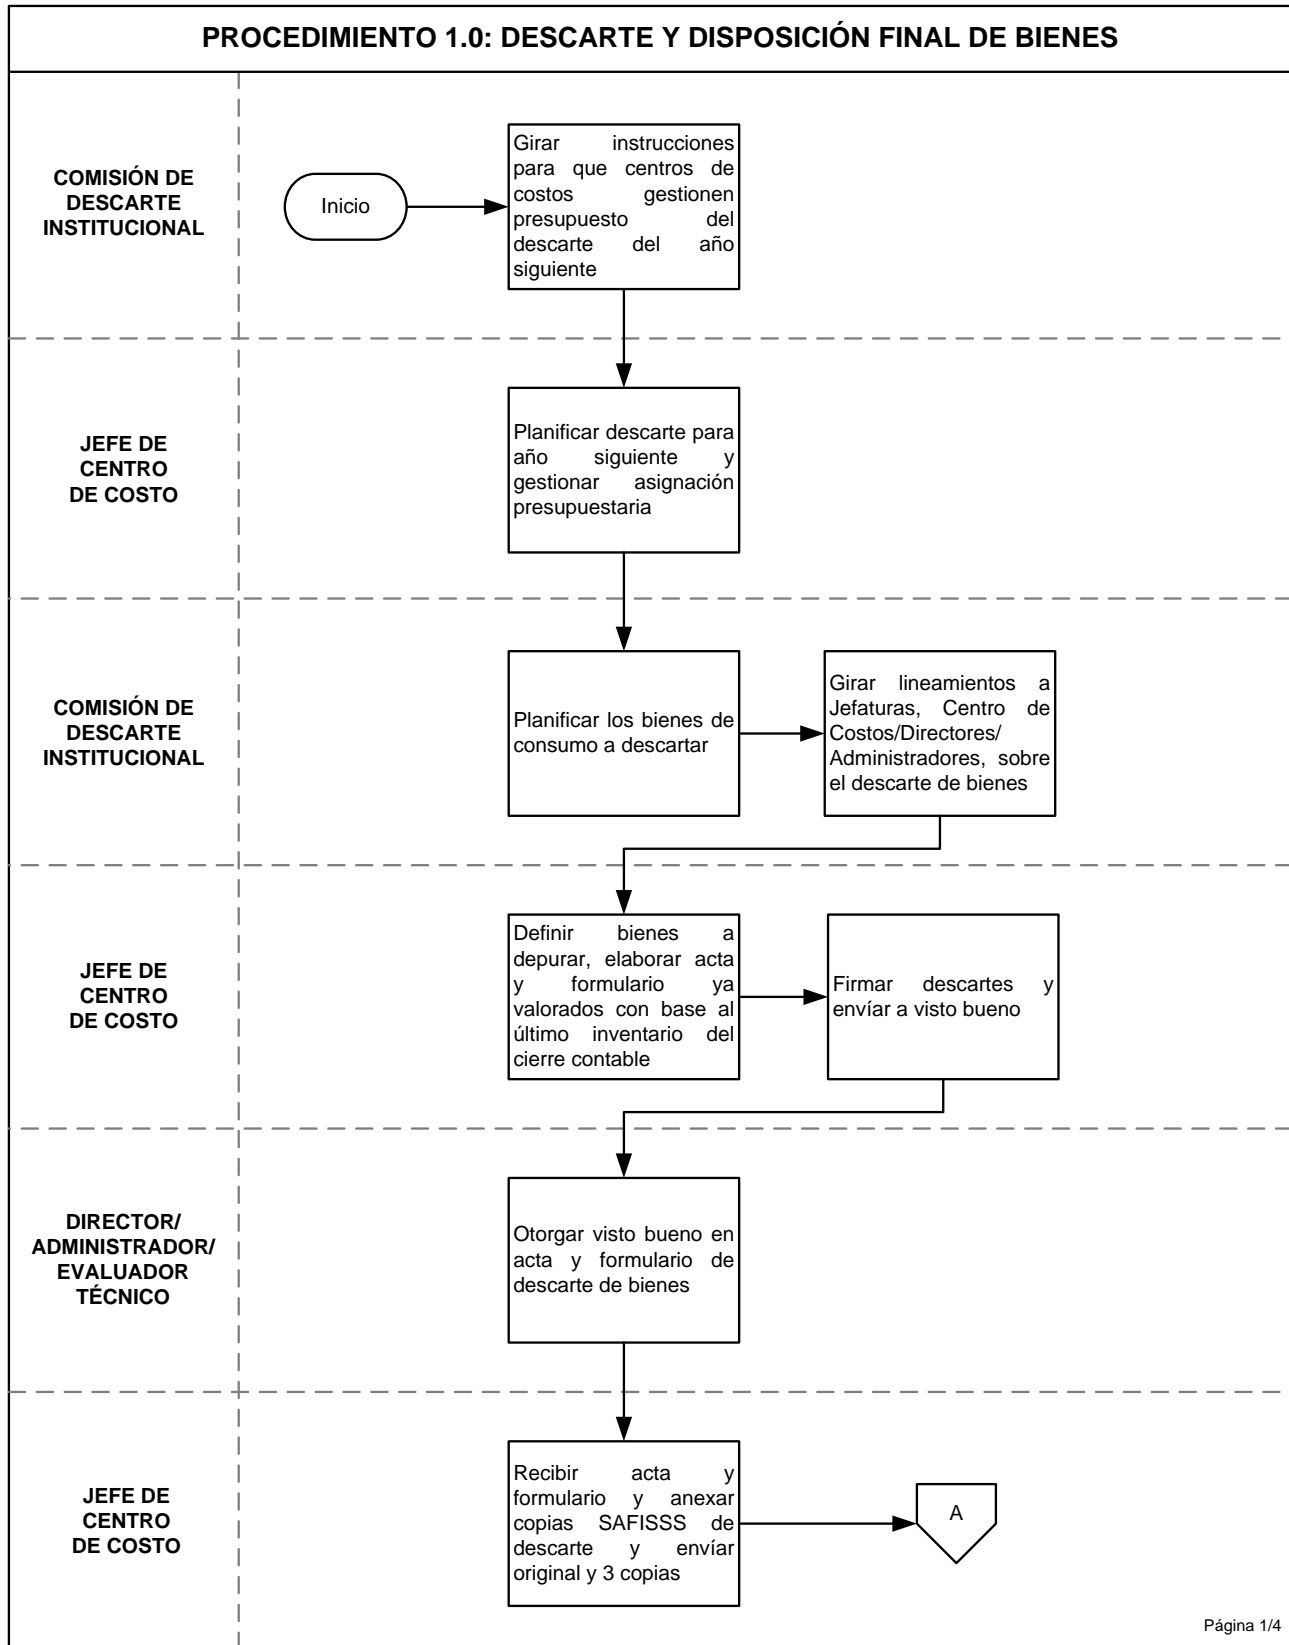 PROCEDIMIENTO 1.0: DESCARTE Y DISPOSICIÓN FINAL DE BIENES
COMISIÓN DE
DESCARTE
INSTITUCIONAL
Inicio
Girar instrucciones
para que centros de
costos gestionen
presupuesto del
descarte del año
siguiente
JEFE DE
CENTRO
DE COSTO
Planificar descarte para
año siguiente y
gestionar asignación
presupuestaria
COMISIÓN DE
DESCARTE
INSTITUCIONAL
Planificar los bienes de
consumo a descartar
Girar lineamientos a
Jefaturas, Centro de
Costos/Directores/
Administradores, sobre
el descarte de bienes
JEFE DE
CENTRO
DE COSTO
Definir bienes a
depurar, elaborar acta
y formulario ya
valorados con base al
último inventario del
cierre contable
Firmar descartes y
envíar a visto bueno
DIRECTOR/
ADMINISTRADOR/
EVALUADOR
TÉCNICO
Otorgar visto bueno en
acta y formulario de
descarte de bienes
JEFE DE
CENTRO
DE COSTO
Recibir acta y
formulario y anexar
copias SAFISSS de
descarte y envíar
original y 3 copias
A
Página 1/4